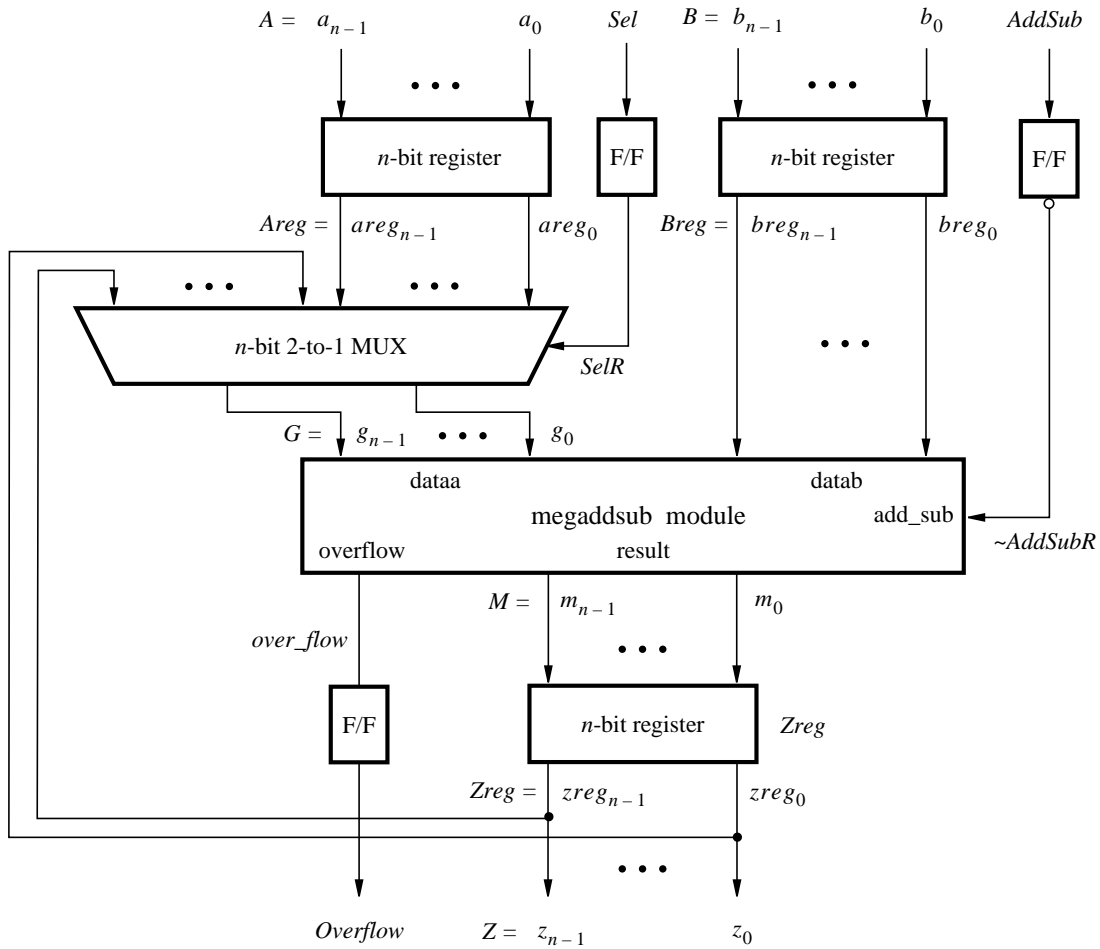 A = a_{n-1} a_0 Sel B = b_{n-1} b_0 AddSub
n-bit register F/F n-bit register F/F
Areg = areg_{n-1} areg_0 Breg = breg_{n-1} breg_0
n-bit 2-to-1 MUX
SelR
G = g_{n-1} g_0
dataa datab
megaddsub module add_sub
overflow result
~AddSubR
M = m_{n-1} m_0
over_flow
F/F n-bit register Zreg
Zreg = zreg_{n-1} zreg_0
Overflow Z = z_{n-1} z_0